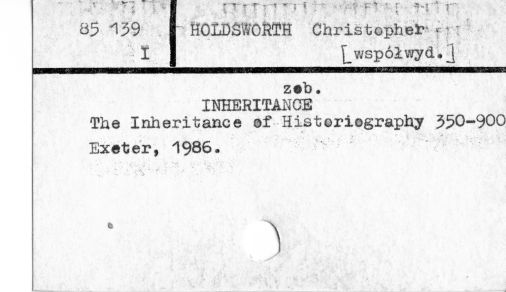 85 139 HOLDSWORTH Christopher
I [współwyd.]
zob.
INHERITANCE
The Inheritance of Historiography 350-900
Exeter, 1986.